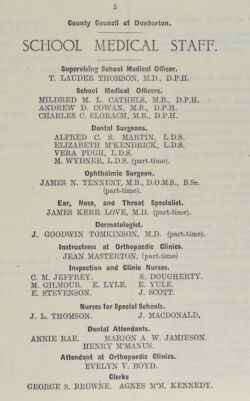 5
County Council of Dunbarton.
SCHOOL MEDICAL STAFF.
Supervising School Medical Officer.
T. LAUDER THOMSON, M.D., D.P.H.
School Medical Officers.
MILDRED M. L. CATHELS, M.B., D.P.H.
ANDREW D. COWAN, M.B., D.P.H.
CHARLES C. SLORACH, M.B., D.P.H.
Dental Surgeons.
ALFRED C. S. MARTIN, L.D.S.
ELIZABETH M'KENDRICK, L.D.S.
VERA PUGH, L.D.S.
M. WYDNER, L.D.S. (part-time).
Ophthalmic Surgeon.
JAMES N. TENNENT, M.B., D.O.M.S., B.Sc.
(part-time).
Ear, Nose, and Throat Specialist.
JAMES KERR LOVE, M.D. (part-time).
Dermatologist.
J. GOODWIN TOMKINSON, M.D. (part-time).
Instructress at Orthopaedic Clinics.
JEAN MASTERTON, (part-time)
Inspection and Clinic Nurses.
C. M. JEFFREY. S. DOUGHERTY.
M. GILMOUR. E. LYLE. E. YULE.
E. STEVENSON. J. SCOTT.
Nurses for Special Schools.
J. L. THOMSON. J. MACDONALD.
Dental Attendants.
ANNIE RAE. MARION A. W. JAMIESON.
HENRY M'MANUS.
Attendant at Orthopaedic Clinics.
EVELYN V. BOYD.
Clerks
GEORGE S. BROWNE. AGNES M'M. KENNEDY.